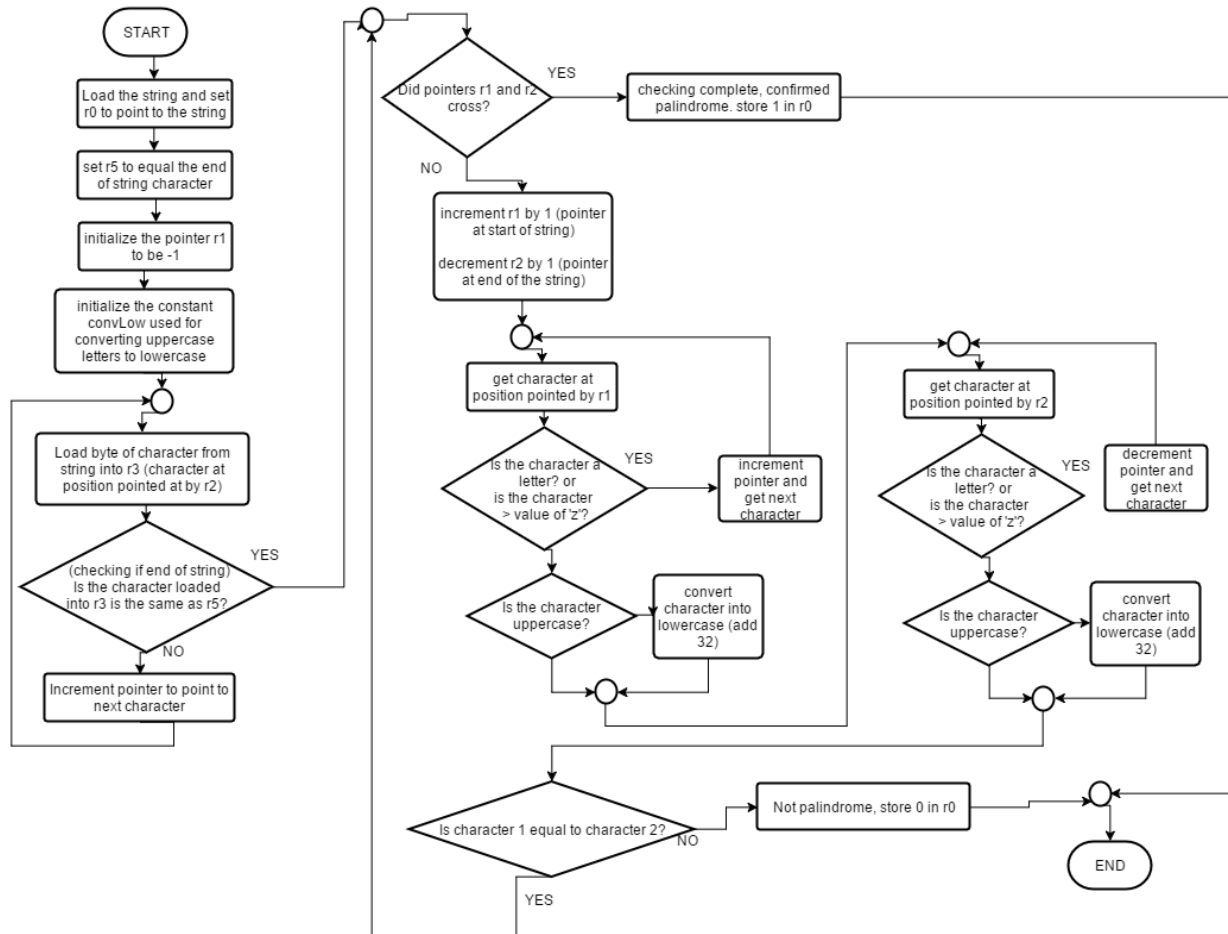 START
Load the string and set
r0 to point to the string
set r5 to equal the end
of string character
initialize the pointer r1
to be -1
initialize the constant
convLow used for
converting uppercase
letters to lowercase
Load byte of character from
string into r3 (character at
position pointed at by r2)
(checking if end of string)
Is the character loaded
into r3 is the same as r5?
YES
NO
Increment pointer to point to
next character
Did pointers r1 and r2
cross?
YES
checking complete, confirmed
palindrome. store 1 in r0
NO
increment r1 by 1 (pointer
at start of string)
decrement r2 by 1 (pointer
at end of the string)
get character at
position pointed by r1
Is the character a
letter? or
is the character
> value of 'z'?
YES
increment
pointer and
get next
character
Is the character
uppercase?
convert
character into
lowercase (add
32)
get character at
position pointed by r2
Is the character a
letter? or
is the character
> value of 'z'?
YES
decrement
pointer and
get next
character
Is the character
uppercase?
convert
character into
lowercase (add
32)
Is character 1 equal to character 2?
NO
Not palindrome, store 0 in r0
YES
END